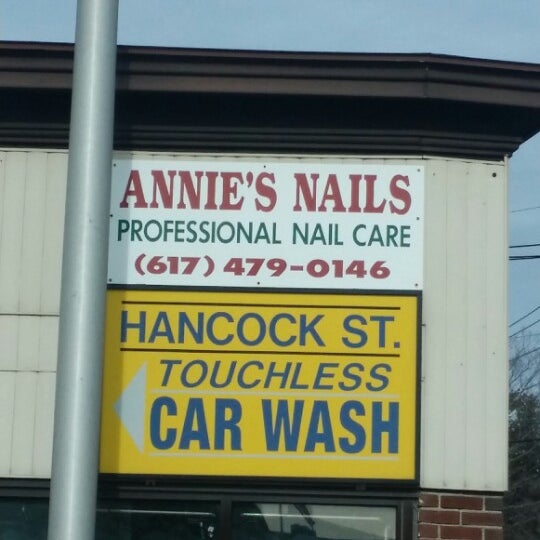 ANNIE'S NAILS
PROFESSIONAL NAIL CARE
(617) 479-0146
HANCOCK ST.
TOUCHLESS
CAR WASH